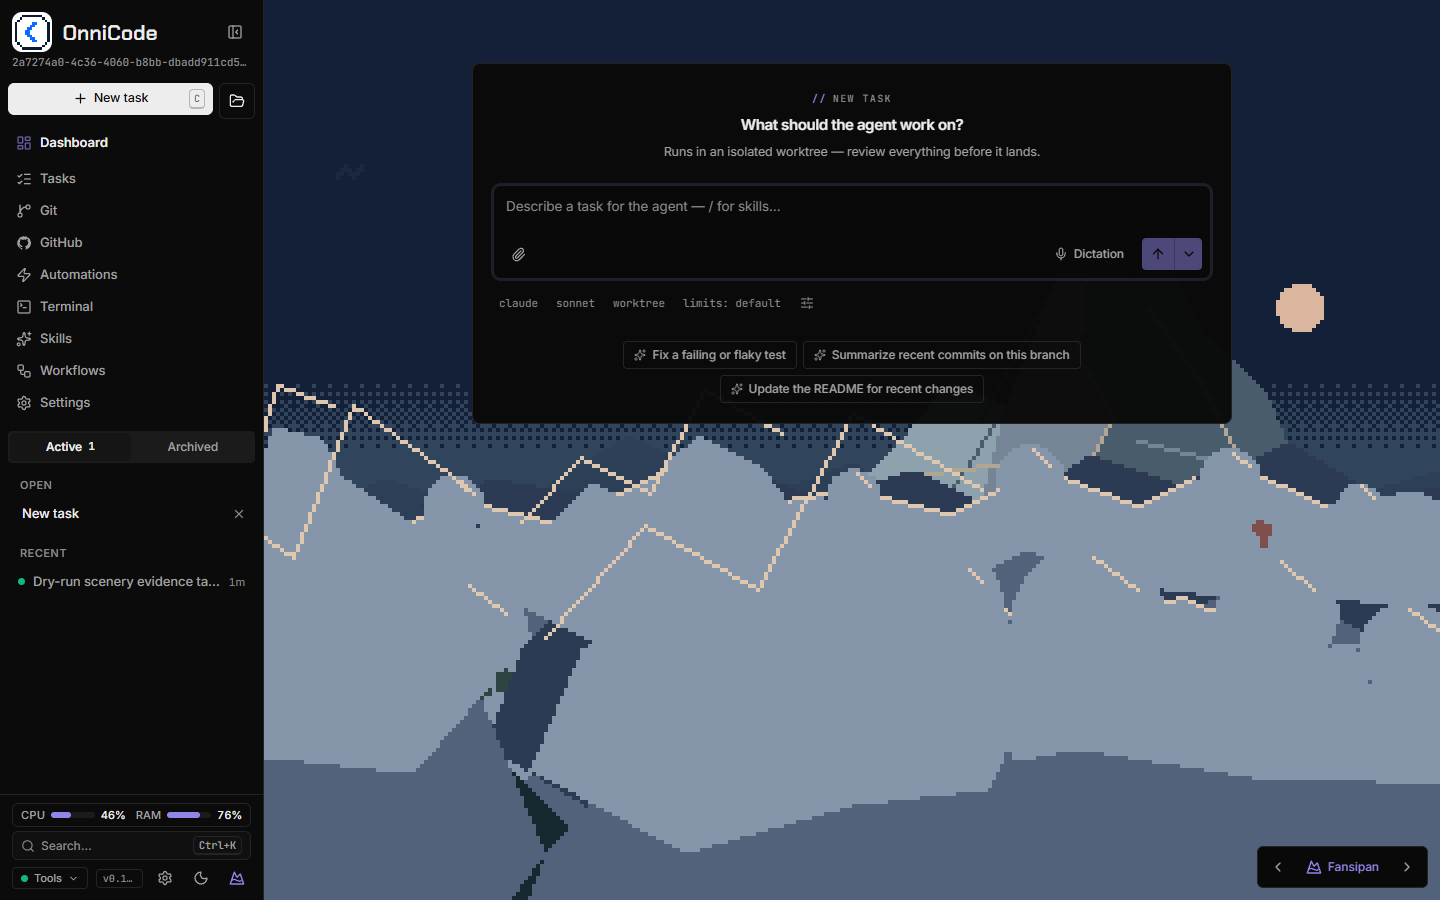 OnniCode
2a7274a0-4c36-4060-b8bb-dbadd911cd5…
New task C
Dashboard
Tasks
Git
GitHub
Automations
Terminal
Skills
Workflows
Settings
Active 1 Archived
OPEN
New task
RECENT
Dry-run scenery evidence ta... 1m
CPU 46% RAM 76%
Search... Ctrl+K
Tools v0.1…
// NEW TASK
What should the agent work on?
Runs in an isolated worktree — review everything before it lands.
Describe a task for the agent — / for skills...
Dictation
claude sonnet worktree limits: default
Fix a failing or flaky test
Summarize recent commits on this branch
Update the README for recent changes
Fansipan